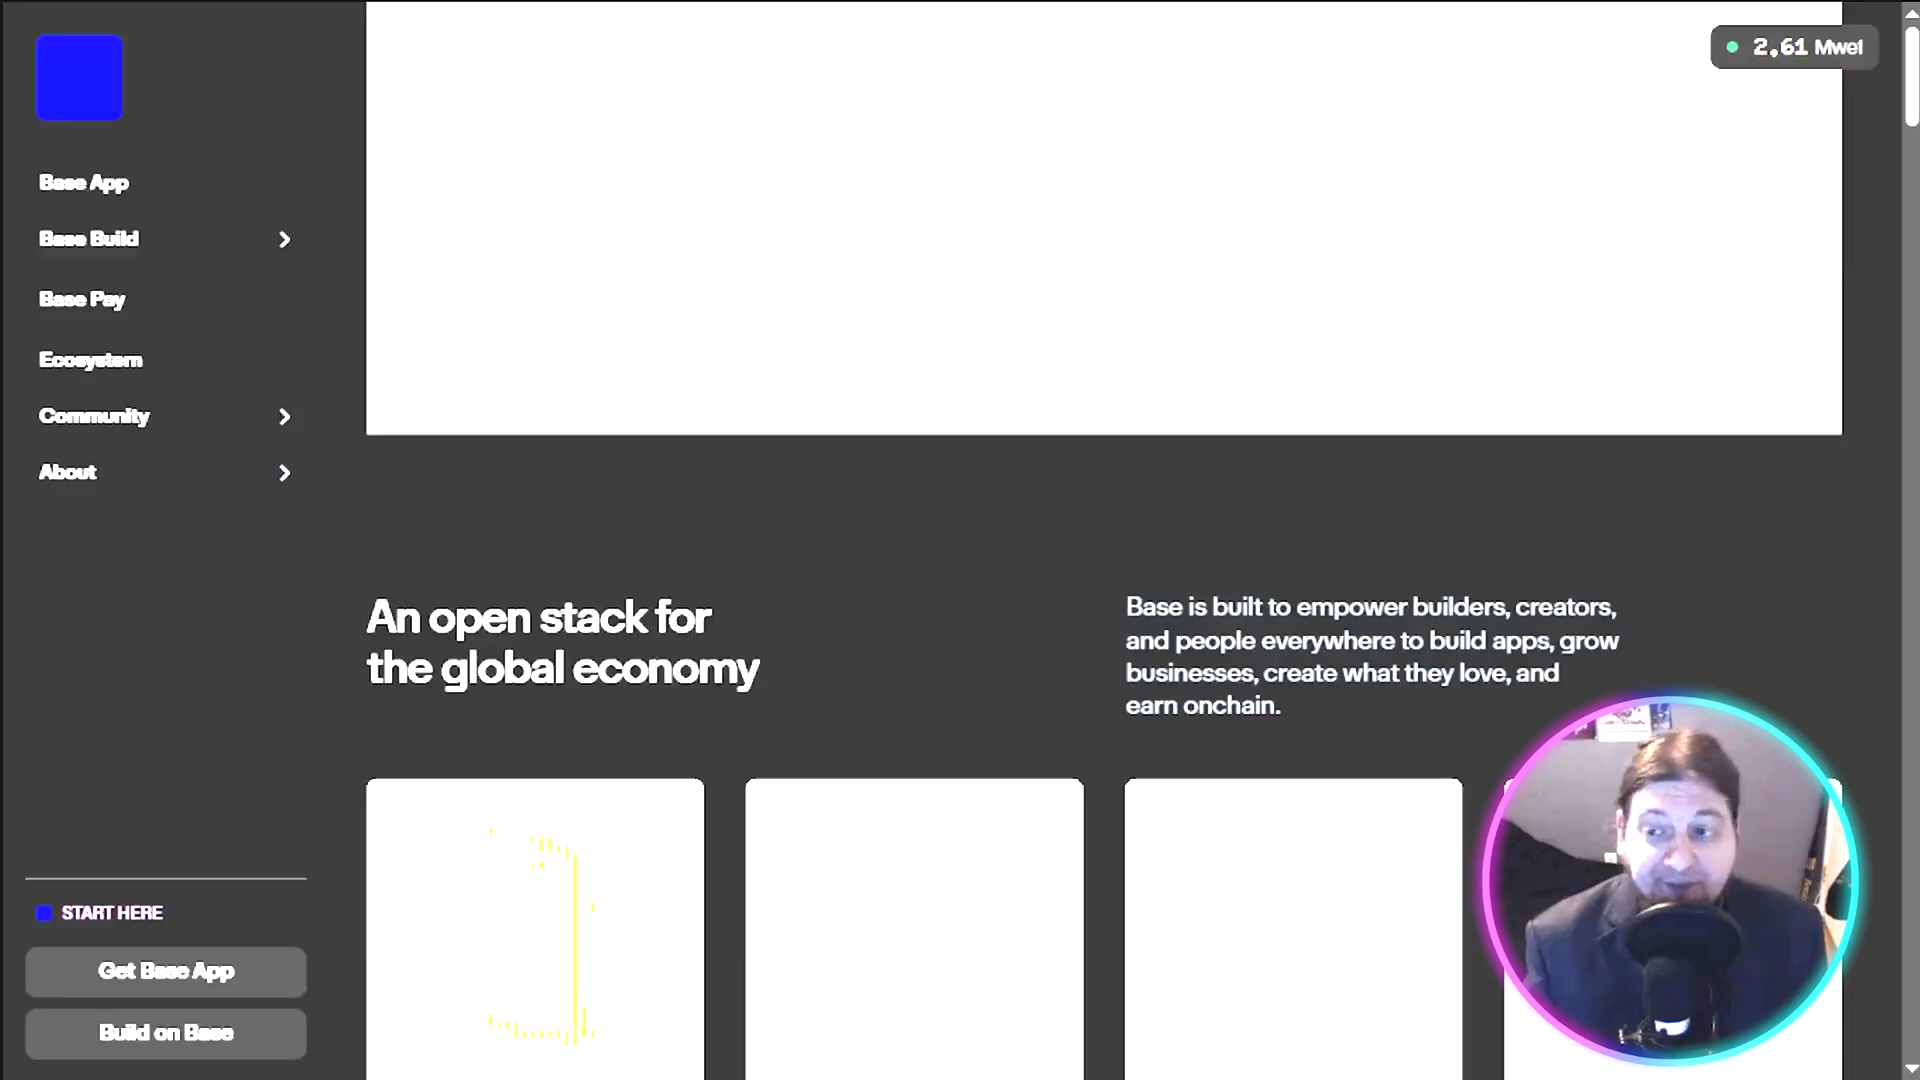 2.61 Mwei
Base App
Base Build
Base Pay
Ecosystem
Community
About
An open stack for
the global economy
Base is built to empower builders, creators,
and people everywhere to build apps, grow
businesses, create what they love, and
earn onchain.
START HERE
Get Base App
Build on Base